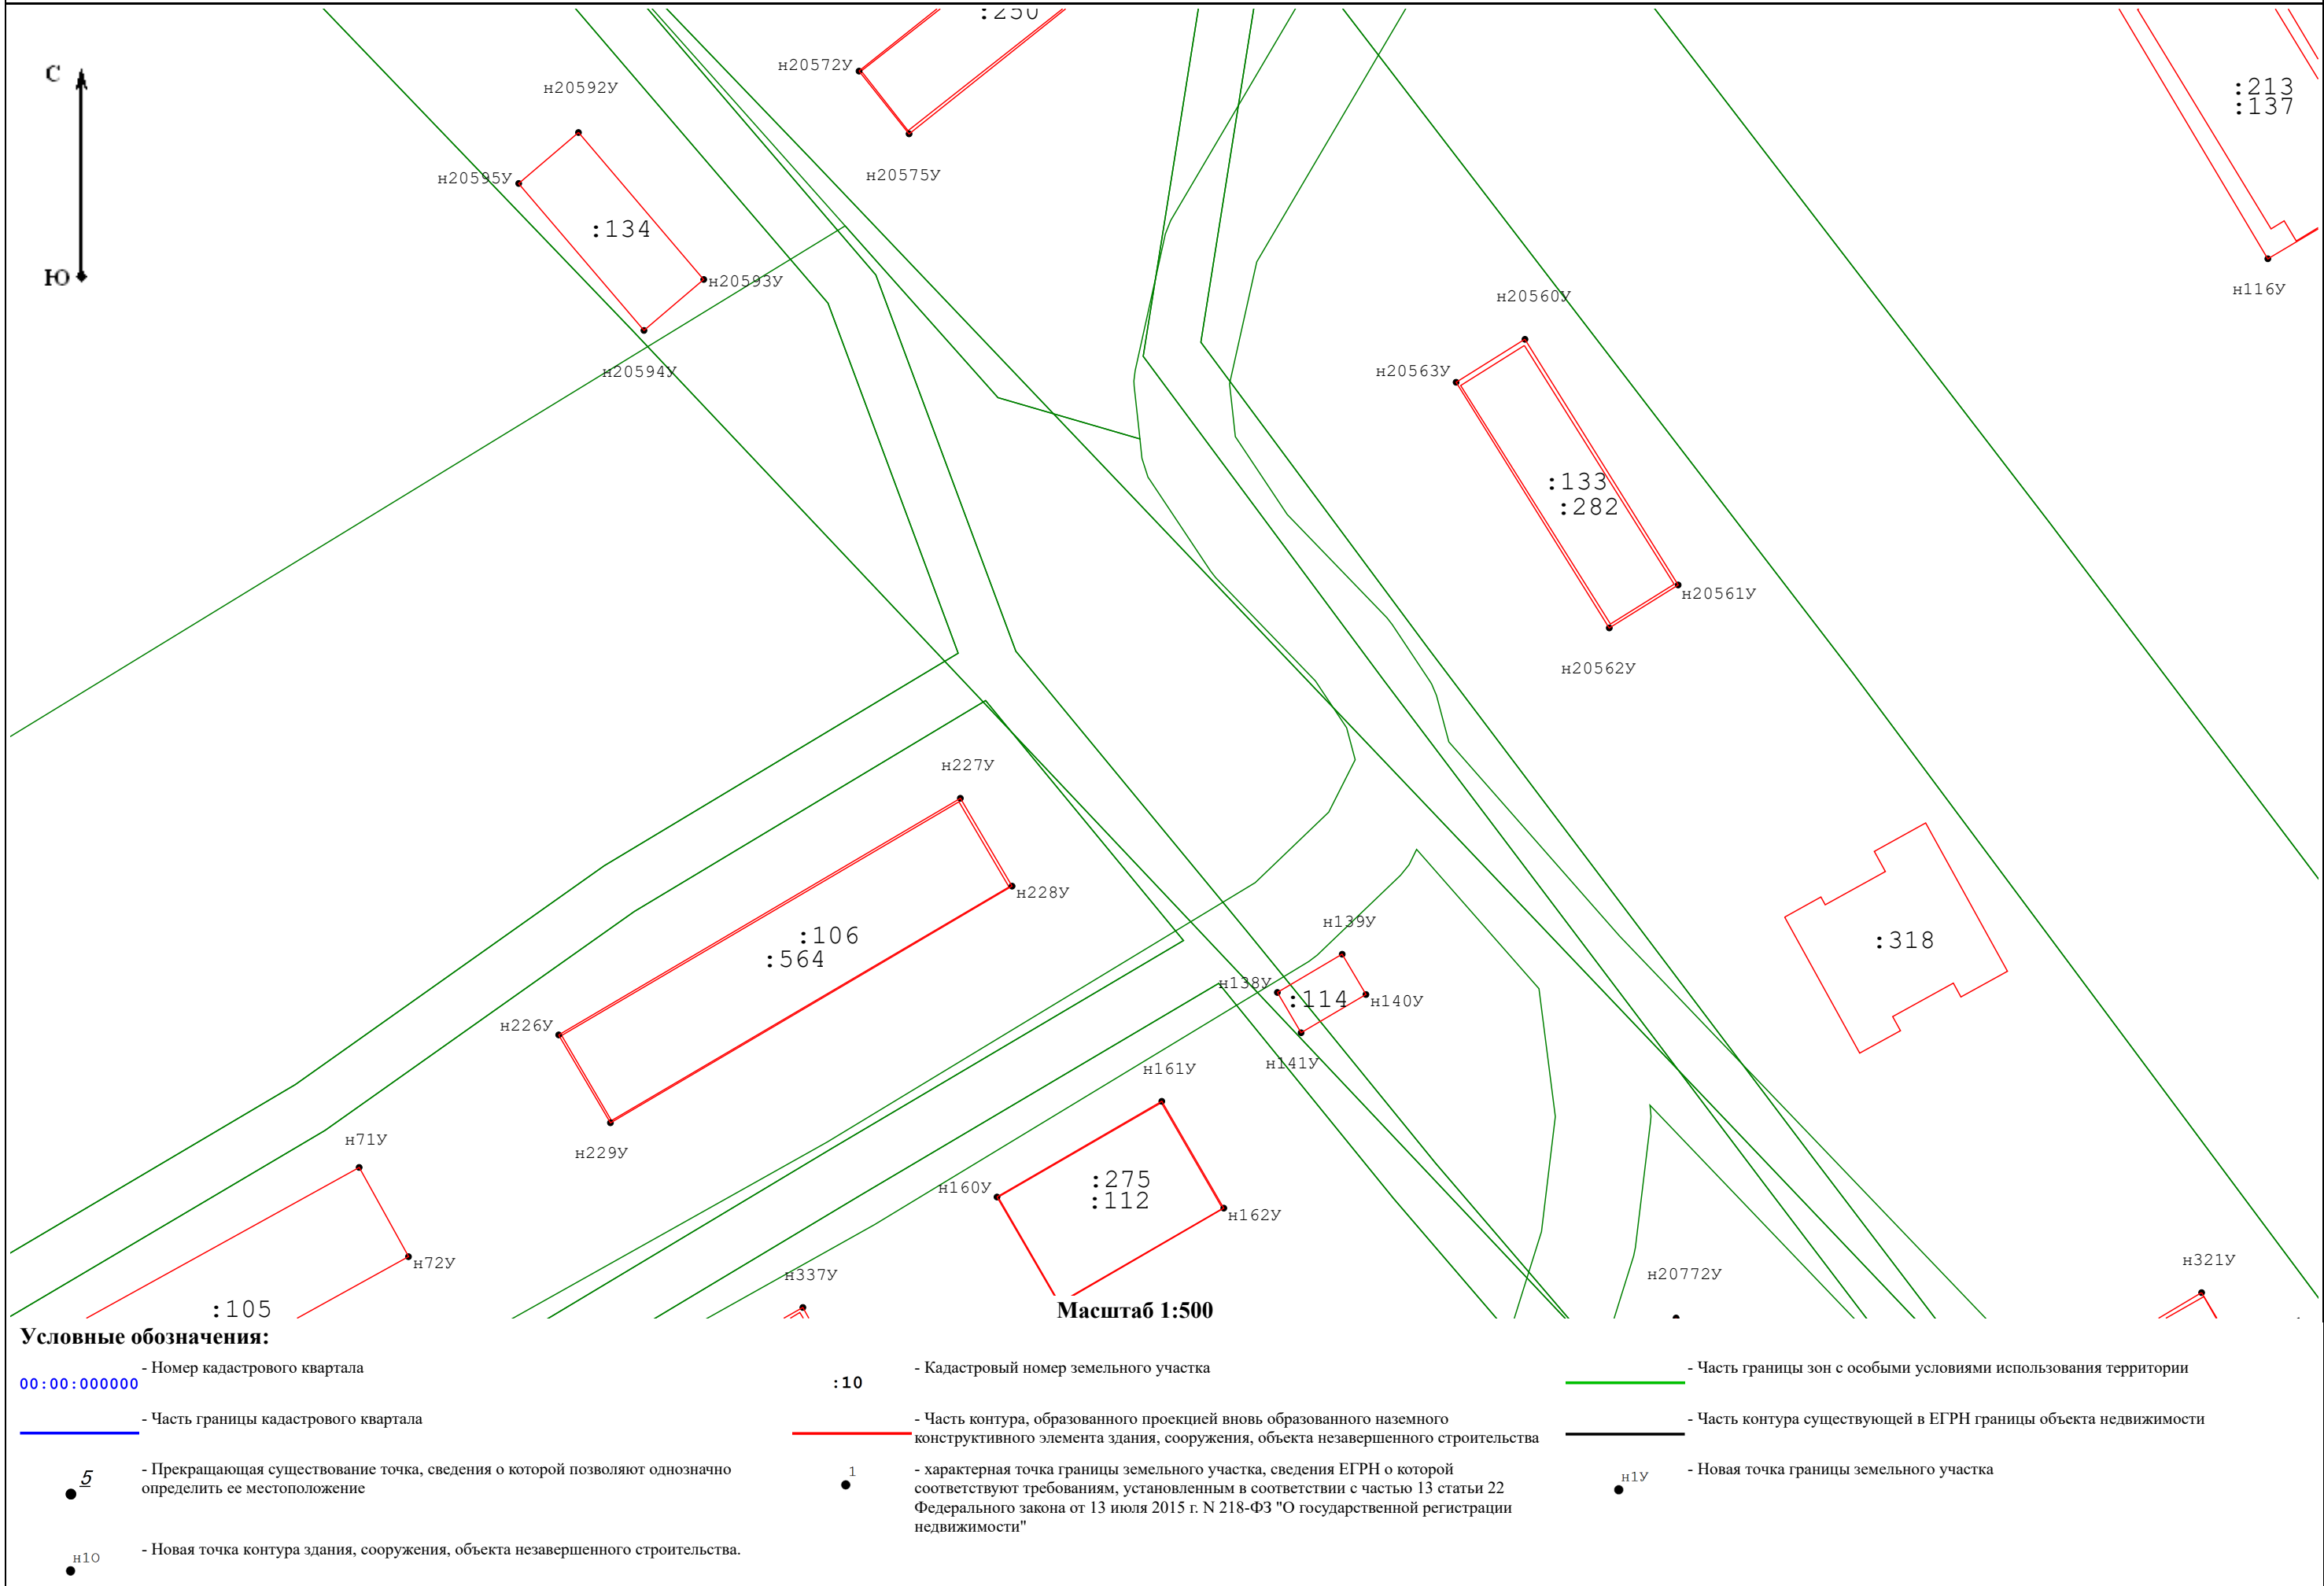 :250
С
н20572У
:213
н20592У
:137
н20575У
н20595У
:134
Ю
н20593У
н116У
н20560У
н20594У
н20563У
:133
:282
н20561У
н20562У
н227У
н228У
:106
н139У
:318
:564
н138У
:114
н140У
н226У
н141У
н161У
н71У
н229У
:275
н160У
:112
н162У
н72У
н337У
н20772У
н321У
:105
Масштаб 1:500
Условные обозначения:
00:00:000000
- Номер кадастрового квартала
:10
- Кадастровый номер земельного участка
- Часть границы зон с особыми условиями использования территории
- Часть границы кадастрового квартала
- Часть контура, образованного проекцией вновь образованного наземного
конструктивного элемента здания, сооружения, объекта незавершенного строительства
- Часть контура существующей в ЕГРН границы объекта недвижимости
5
- Прекращающая существование точка, сведения о которой позволяют однозначно
определить ее местоположение
1
- характерная точка границы земельного участка, сведения ЕГРН о которой
соответствуют требованиям, установленным в соответствии с частью 13 статьи 22
Федерального закона от 13 июля 2015 г. N 218-ФЗ "О государственной регистрации
недвижимости"
н1У
- Новая точка границы земельного участка
н1О
- Новая точка контура здания, сооружения, объекта незавершенного строительства.